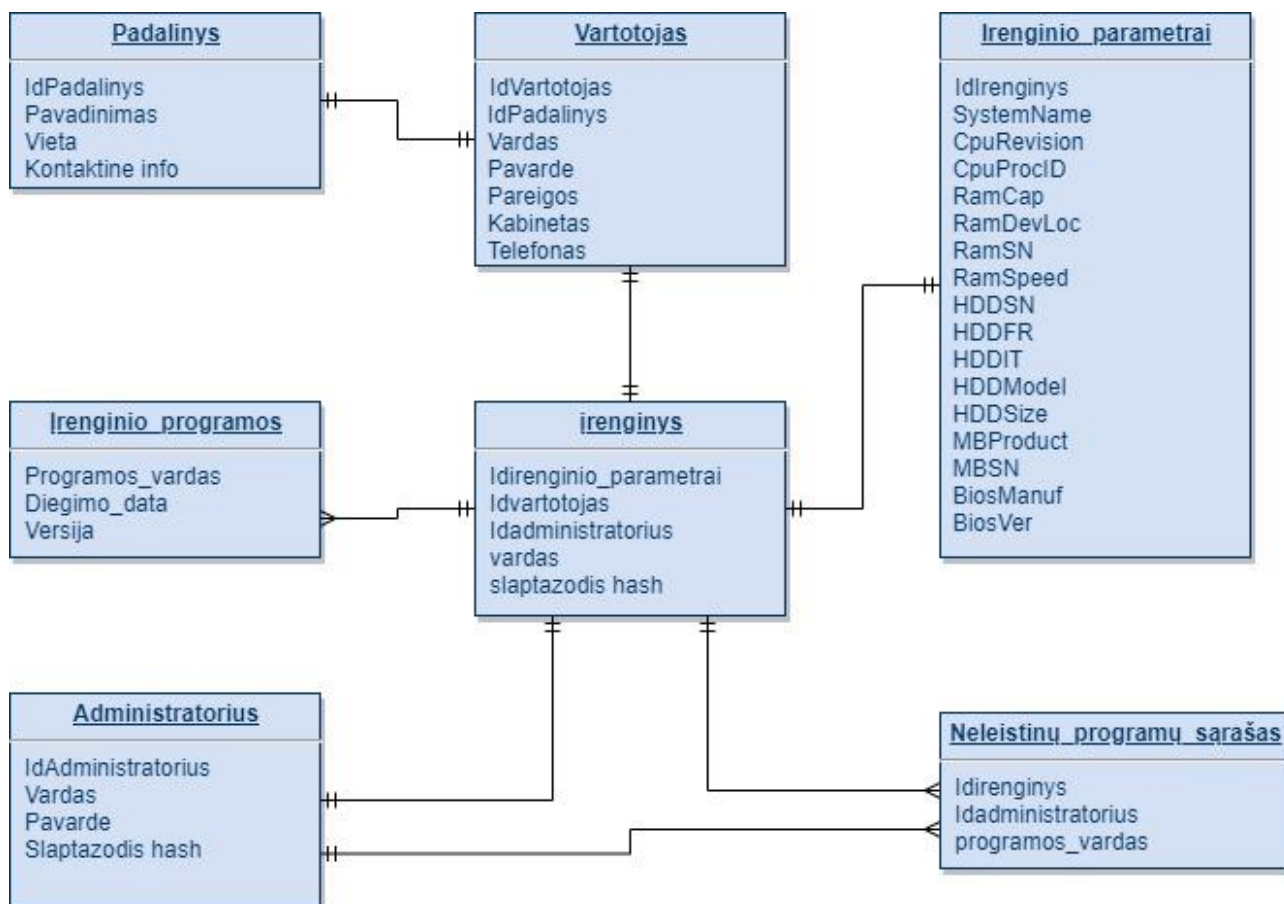 Padalinys
IdPadalinys
Pavadinimas
Vieta
Kontaktine info
Vartotojas
IdVartotojas
IdPadalinys
Vardas
Pavarde
Pareigos
Kabinetas
Telefonas
Irenginio_parametrai
IdIrenginys
SystemName
CpuRevision
CpuProcID
RamCap
RamDevLoc
RamSN
RamSpeed
HDDSN
HDDFR
HDDIT
HDDModel
HDDSize
MBProduct
MBSN
BiosManuf
BiosVer
Įrenginio_programos
Programos_vardas
Diegimo_data
Versija
įrenginys
Idirenginio_parametrai
Idvartotojas
Idadministratorius
vardas
slaptazodis hash
Administratorius
IdAdministratorius
Vardas
Pavarde
Slaptazodis hash
Neleistinų_programų_sąrašas
Idirenginys
Idadministratorius
programos_vardas